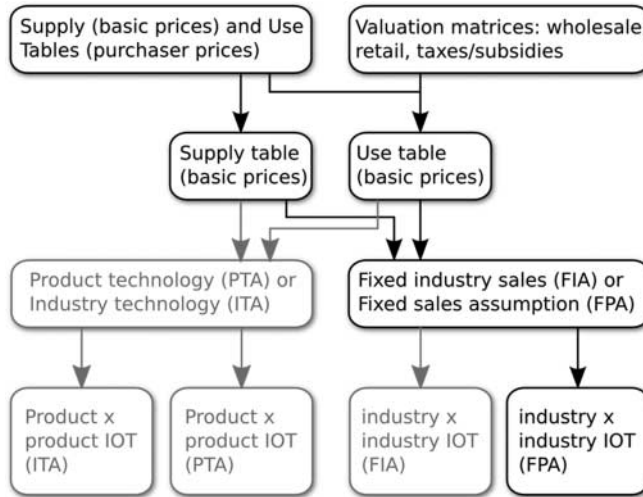 Supply (basic prices) and Use
Tables (purchaser prices)
Valuation matrices: wholesale
retail, taxes/subsidies
Supply table
(basic prices)
Use table
(basic prices)
Product technology (PTA) or
Industry technology (ITA)
Fixed industry sales (FIA) or
Fixed sales assumption (FPA)
Product x
product IOT
(ITA)
Product x
product IOT
(PTA)
industry x
industry IOT
(FIA)
industry x
industry IOT
(FPA)